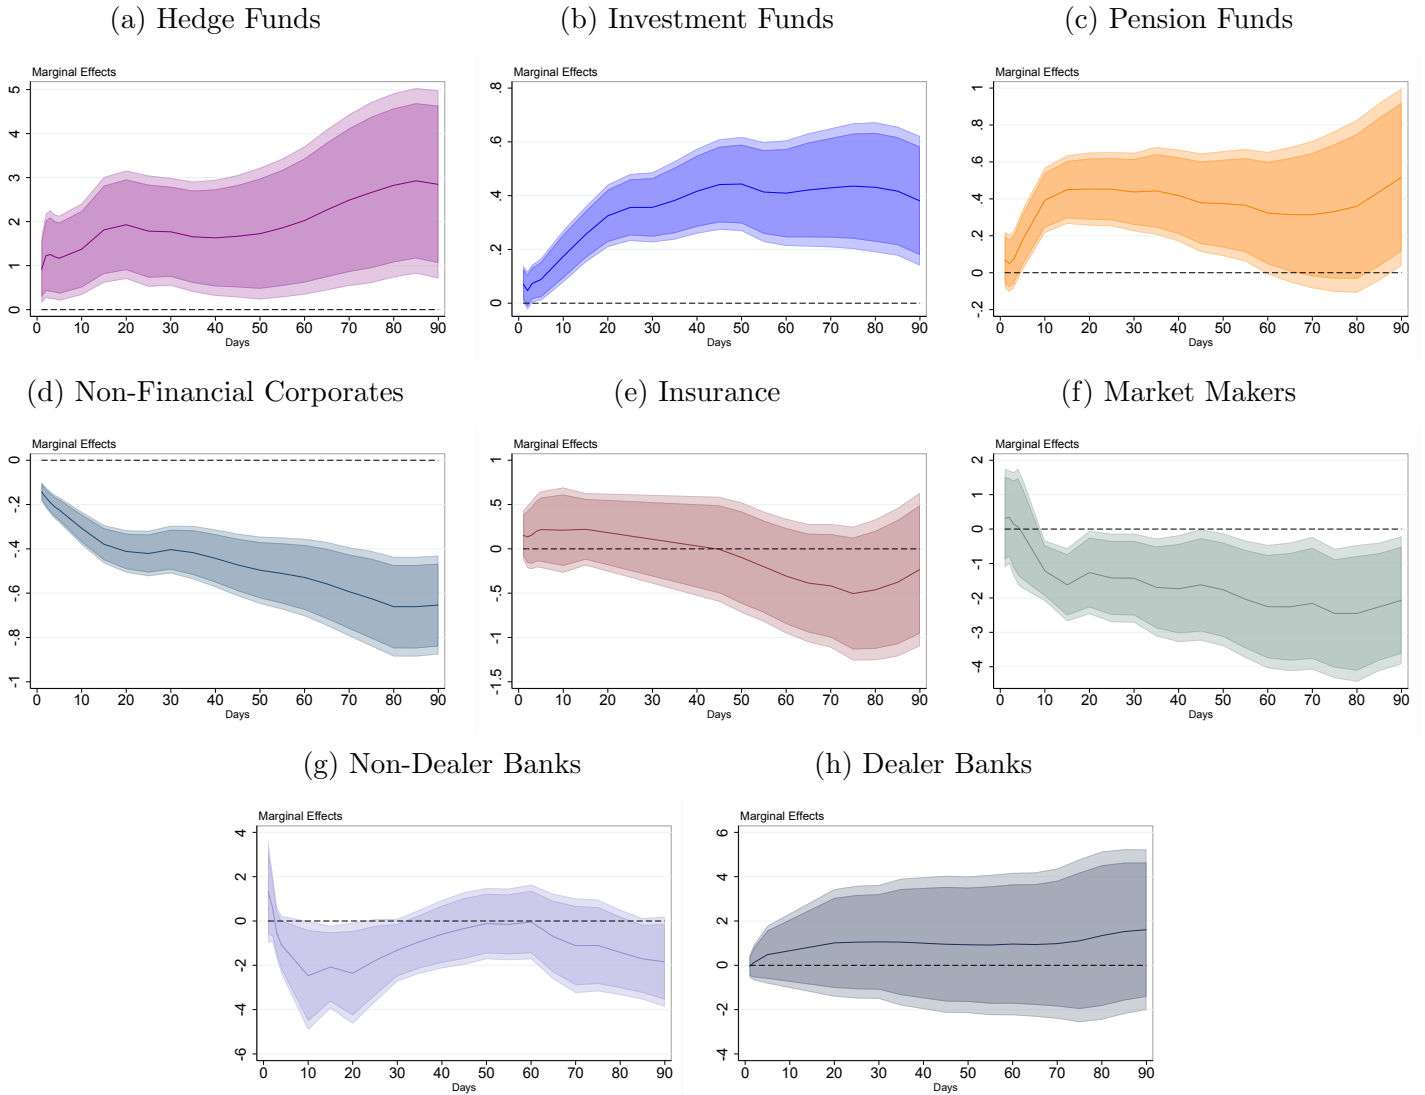 (a) Hedge Funds
Marginal Effects
5
4
3
2
1
0
0 10 20 30 40 50 60 70 80 90
Days
(b) Investment Funds
Marginal Effects
.8
.6
.4
.2
0
0 10 20 30 40 50 60 70 80 90
Days
(c) Pension Funds
Marginal Effects
1
.8
.6
.4
.2
0
-.2
0 10 20 30 40 50 60 70 80 90
Days
(d) Non-Financial Corporates
Marginal Effects
0
-.2
-.4
-.6
-.8
-1
0 10 20 30 40 50 60 70 80 90
Days
(e) Insurance
Marginal Effects
1
.5
0
-.5
-1
-1.5
0 10 20 30 40 50 60 70 80 90
Days
(f) Market Makers
Marginal Effects
2
1
0
-1
-2
-3
-4
0 10 20 30 40 50 60 70 80 90
Days
(g) Non-Dealer Banks
Marginal Effects
4
2
0
-2
-4
-6
0 10 20 30 40 50 60 70 80 90
Days
(h) Dealer Banks
Marginal Effects
6
4
2
0
-2
-4
0 10 20 30 40 50 60 70 80 90
Days